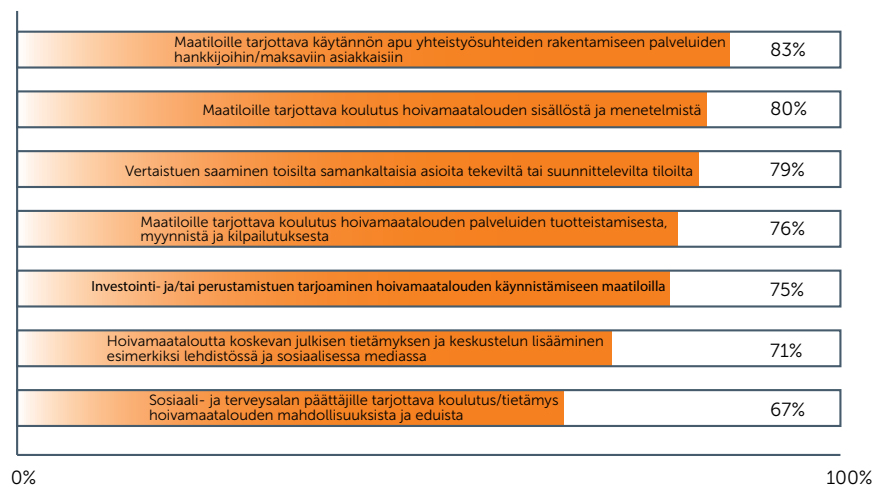 Maatiloille tarjottava käytännön apu yhteistyösuhteiden rakentamiseen palveluiden
hankkijoihin/maksaviin asiakkaisiin
83%
Maatiloille tarjottava koulutus hoivamaatalouden sisällöstä ja menetelmistä
80%
Vertaistuen saaminen toisilta samankaltaisia asioita tekeviltä tai suunnittelevilta tiloilta
79%
Maatiloille tarjottava koulutus hoivamaatalouden palveluiden tuotteistamisesta,
myynnistä ja kilpailutuksesta
76%
Investointi- ja/tai perustamistuen tarjoaminen hoivamaatalouden käynnistämiseen maatiloilla
75%
Hoivamaataloutta koskevan julkisen tietämyksen ja keskustelun lisääminen
esimerkiksi lehdistössä ja sosiaalisessa mediassa
71%
Sosiaali- ja terveysalan päättäjille tarjottava koulutus/tietämys
hoivamaatalouden mahdollisuuksista ja eduista
67%
0%
100%